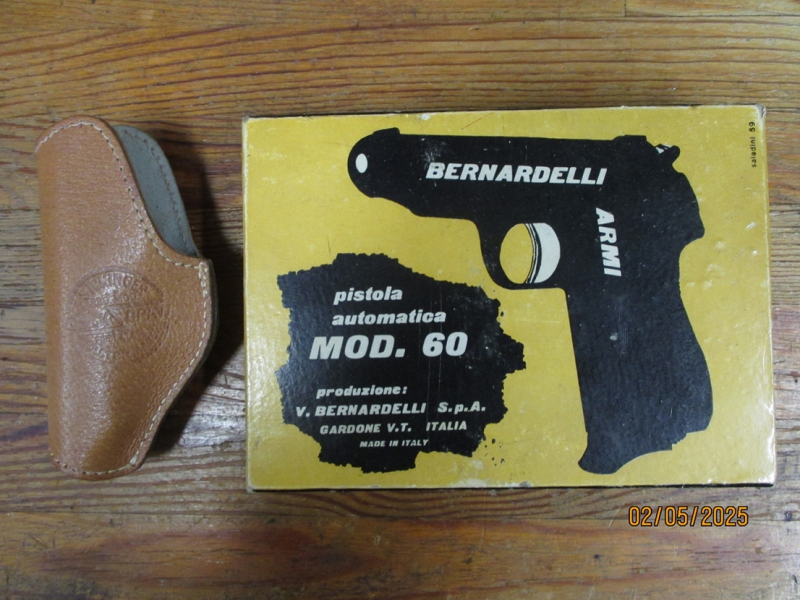 BERNARDELLI
ARMI
saladini 59
pistola
automatica
MOD. 60
produzione:
V. BERNARDELLI S.p.A.
GARDONE V.T. ITALIA
MADE IN ITALY
02/05/2025